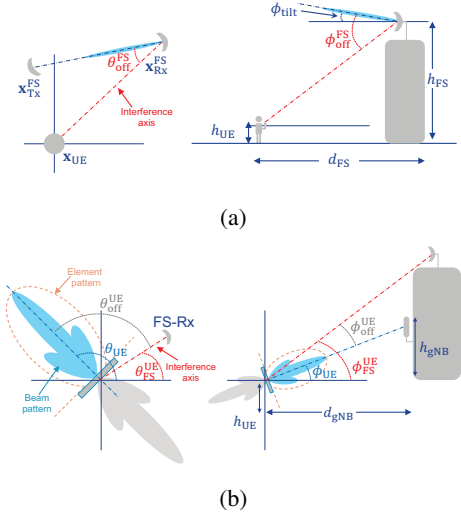 ϕ_tilt
θ_off^FS
x_Tx^FS
x_Rx^FS
Interference
axis
x_UE
ϕ_off^FS
h_FS
h_UE
d_FS
(a)
Element
pattern
θ_off^UE
FS-Rx
θ_UE
θ_FS^UE
Interference
axis
Beam
pattern
ϕ_off^UE
ϕ_UE
ϕ_FS^UE
h_gNB
h_UE
d_gNB
(b)